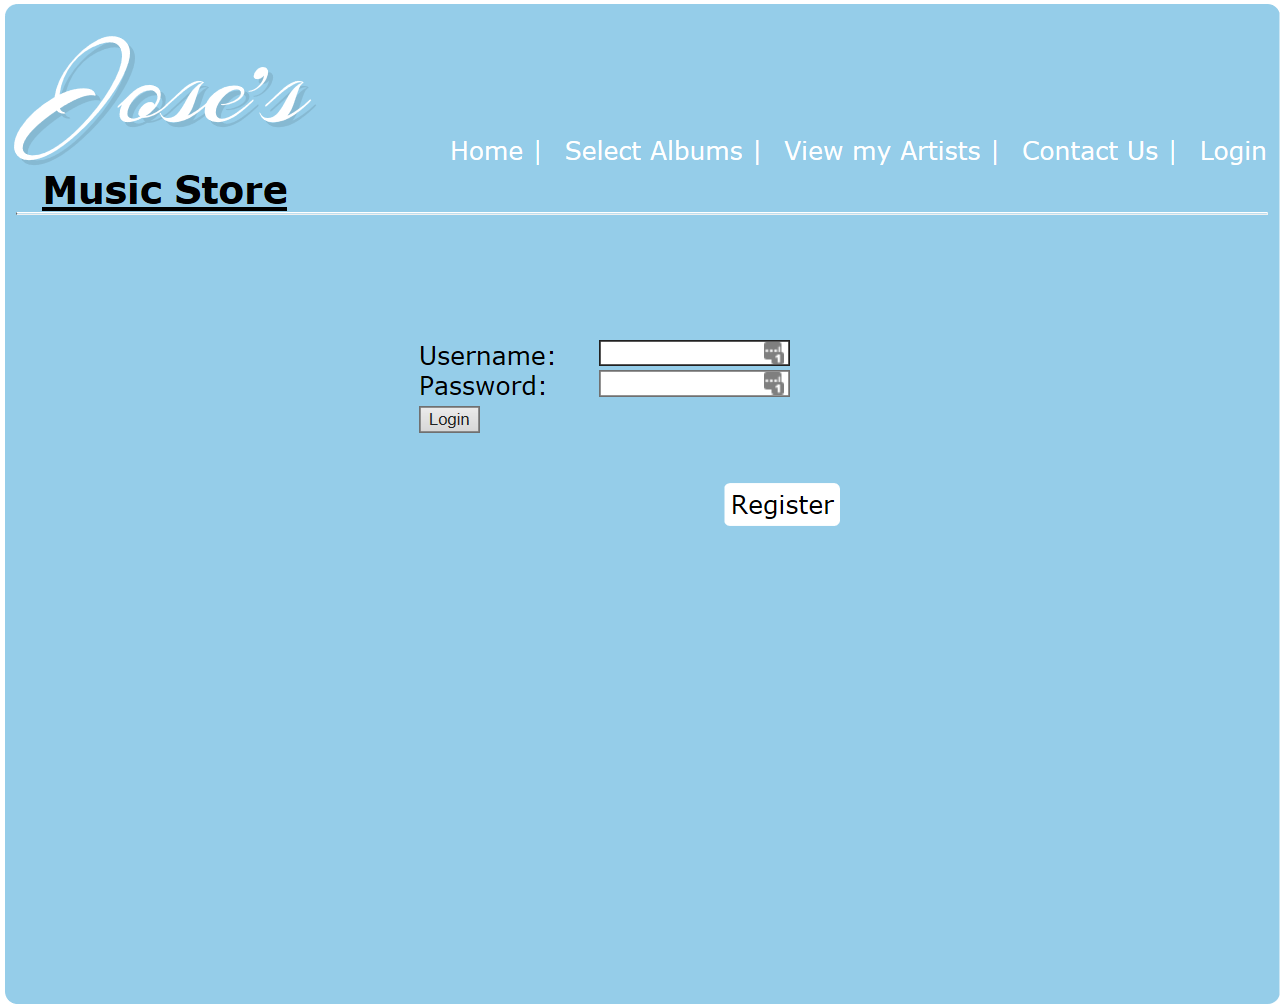 Jose's
Home | Select Albums | View my Artists | Contact Us | Login
Music Store
Username:
Password:
Login
Register